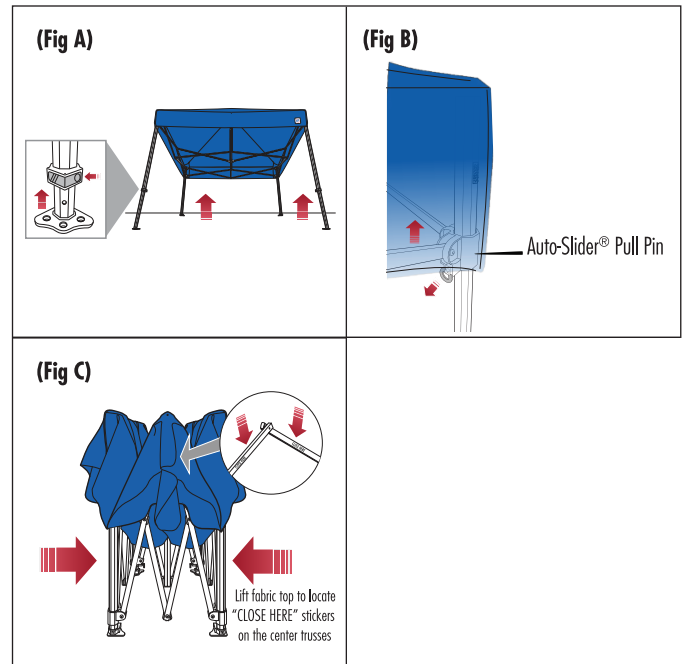 (Fig A)
(Fig B)
Auto-Slider® Pull Pin
(Fig C)
Lift fabric top to locate
"CLOSE HERE" stickers
on the center trusses